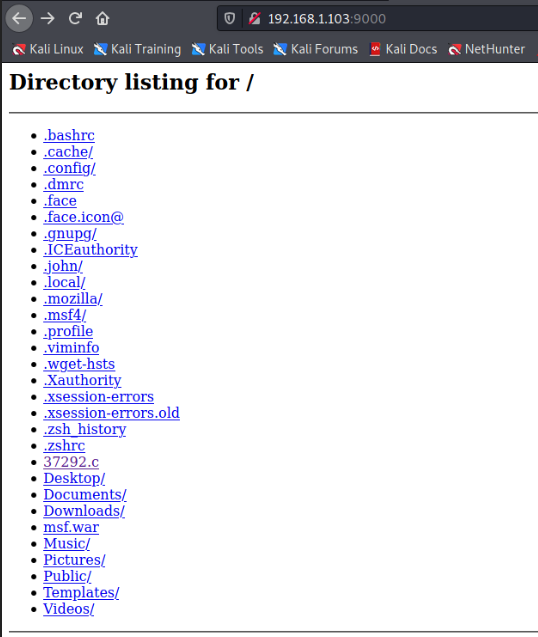 192.168.1.103:9000
Kali Linux Kali Training Kali Tools Kali Forums Kali Docs NetHunter
Directory listing for /
.bashrc
.cache/
.config/
.dmrc
.face
.face.icon@
.gnupg/
.ICEauthority
.john/
.local/
.mozilla/
.msf4/
.profile
.viminfo
.wget-hsts
.Xauthority
.xsession-errors
.xsession-errors.old
.zsh_history
.zshrc
37292.c
Desktop/
Documents/
Downloads/
msf.war
Music/
Pictures/
Public/
Templates/
Videos/